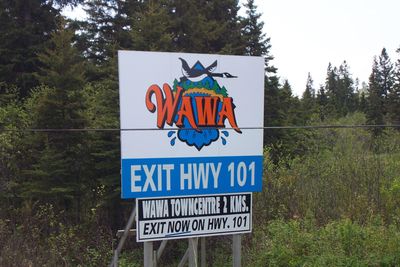 WAWA
EXIT HWY 101
WAWA TOWNCENTRE 2 KMS.
EXIT NOW ON HWY. 101